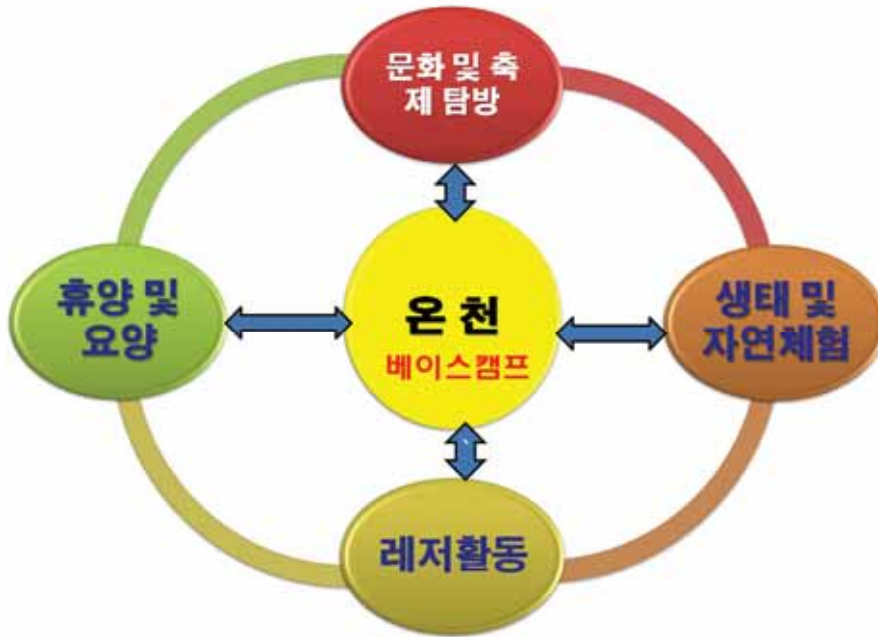 문화 및 축
제 탐방
휴양 및
요양
온 천
베이스캠프
생태 및
자연체험
레저활동